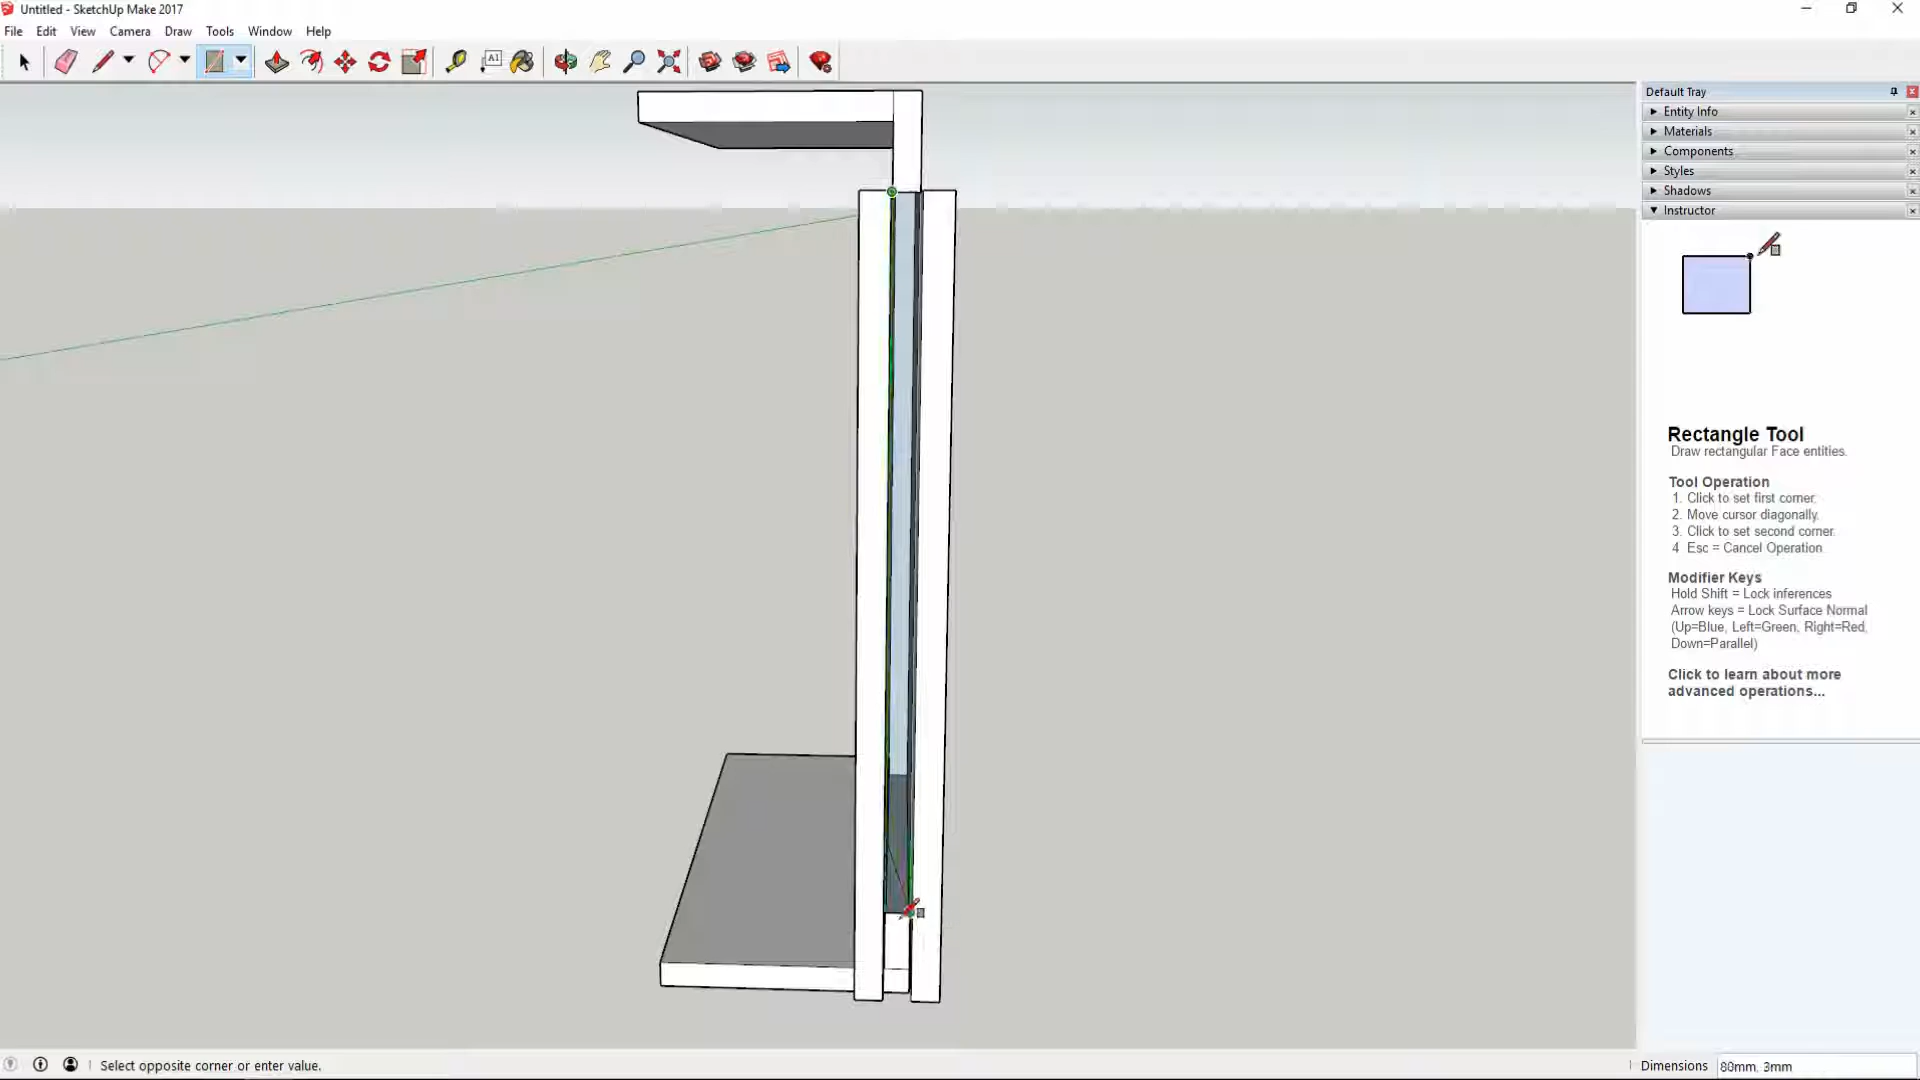 Untitled - SketchUp Make 2017
File Edit View Camera Draw Tools Window Help
A1
Default Tray
Entity Info
Materials
Components
Styles
Shadows
Instructor
Rectangle Tool
Draw rectangular Face entities.
Tool Operation
1. Click to set first corner.
2. Move cursor diagonally.
3. Click to set second corner.
4 Esc = Cancel Operation
Modifier Keys
Hold Shift = Lock inferences
Arrow keys = Lock Surface Normal
(Up=Blue, Left=Green, Right=Red,
Down=Parallel)
Click to learn about more
advanced operations...
Select opposite corner or enter value.
Dimensions 80mm, 3mm